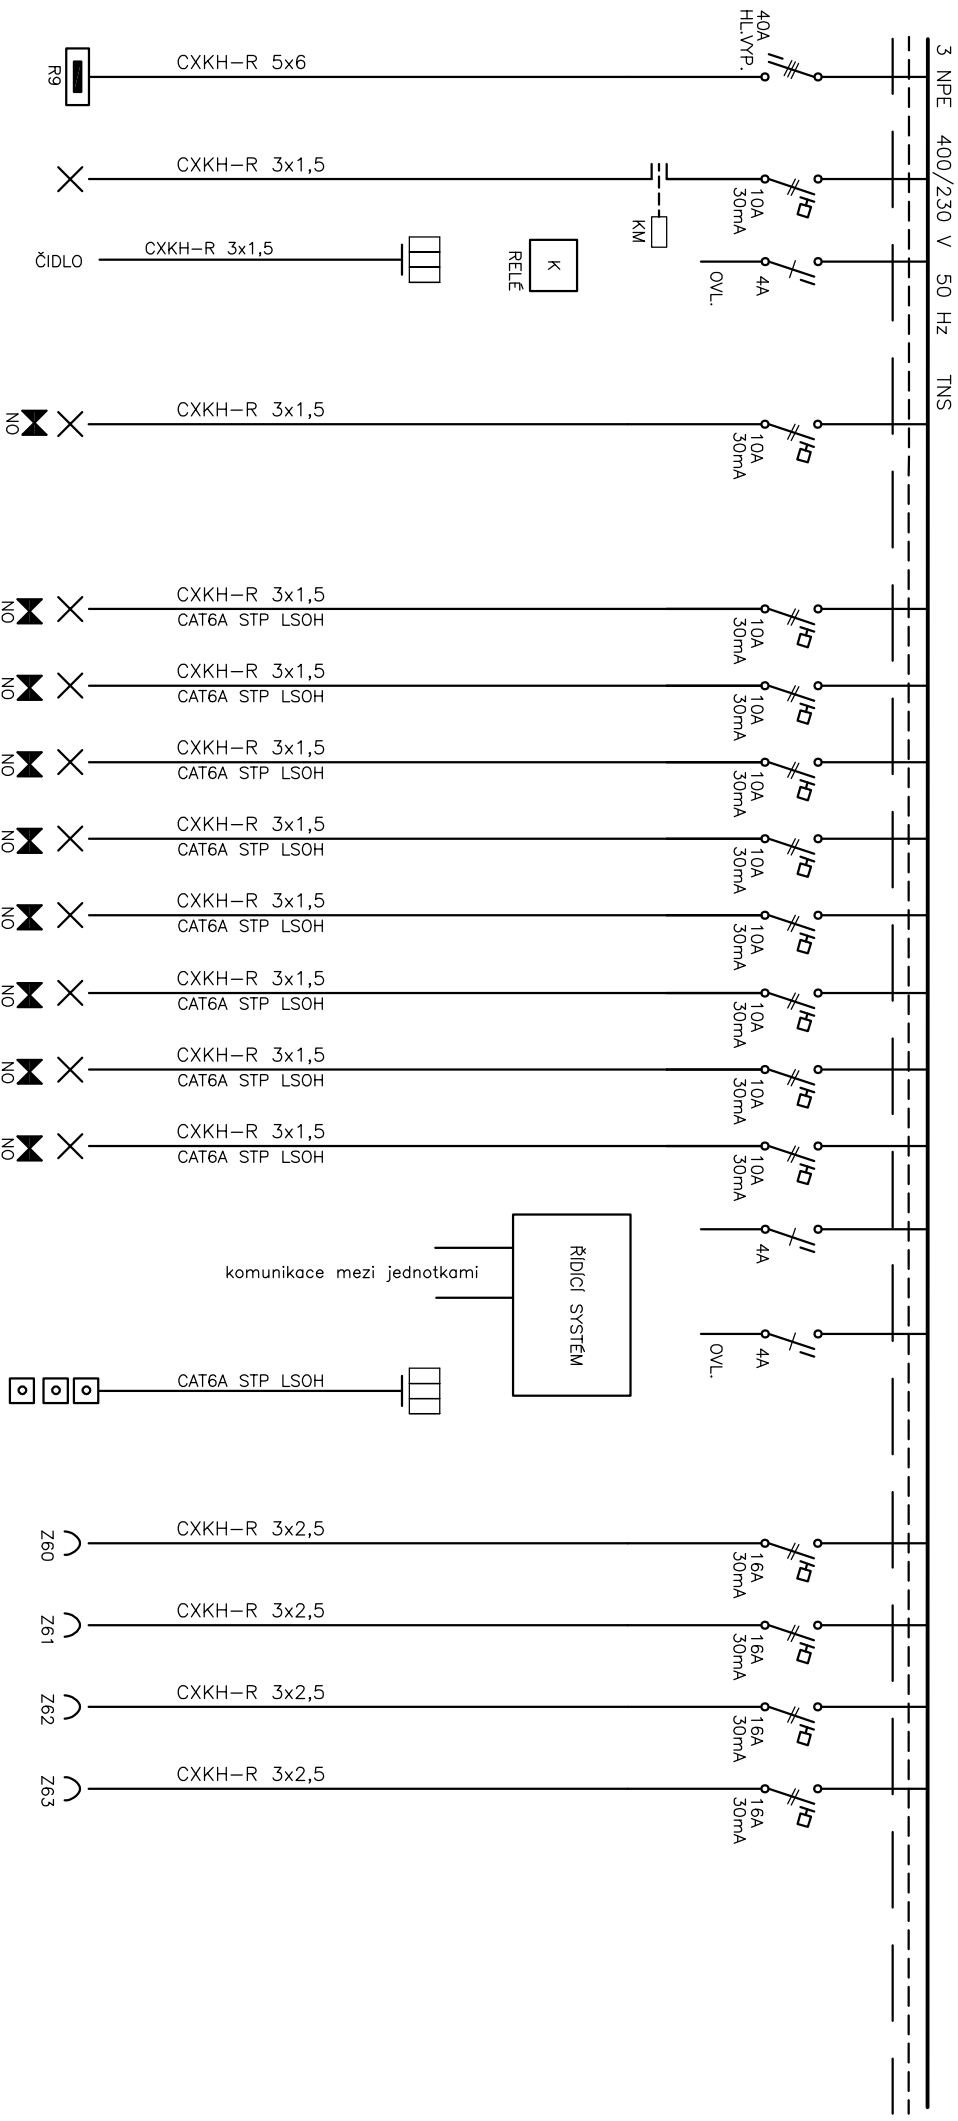 3 NPE 400/230 V 50 Hz TNS
40A
HL.VYP.
CXKH-R 5x6
R9
10A
30mA
KM
CXKH-R 3x1,5
4A
OVL.
K
RELÉ
CXKH-R 3x1,5
ČIDLO
10A
30mA
CXKH-R 3x1,5
NO
10A
30mA
CXKH-R 3x1,5
CAT6A STP LSOH
NO
10A
30mA
CXKH-R 3x1,5
CAT6A STP LSOH
NO
10A
30mA
CXKH-R 3x1,5
CAT6A STP LSOH
NO
10A
30mA
CXKH-R 3x1,5
CAT6A STP LSOH
NO
10A
30mA
CXKH-R 3x1,5
CAT6A STP LSOH
NO
10A
30mA
CXKH-R 3x1,5
CAT6A STP LSOH
NO
10A
30mA
CXKH-R 3x1,5
CAT6A STP LSOH
NO
10A
30mA
CXKH-R 3x1,5
CAT6A STP LSOH
NO
4A
ŘÍDÍCÍ SYSTÉM
komunikace mezi jednotkami
4A
OVL.
CAT6A STP LSOH
16A
30mA
CXKH-R 3x2,5
Z60
16A
30mA
CXKH-R 3x2,5
Z61
16A
30mA
CXKH-R 3x2,5
Z62
16A
30mA
CXKH-R 3x2,5
Z63